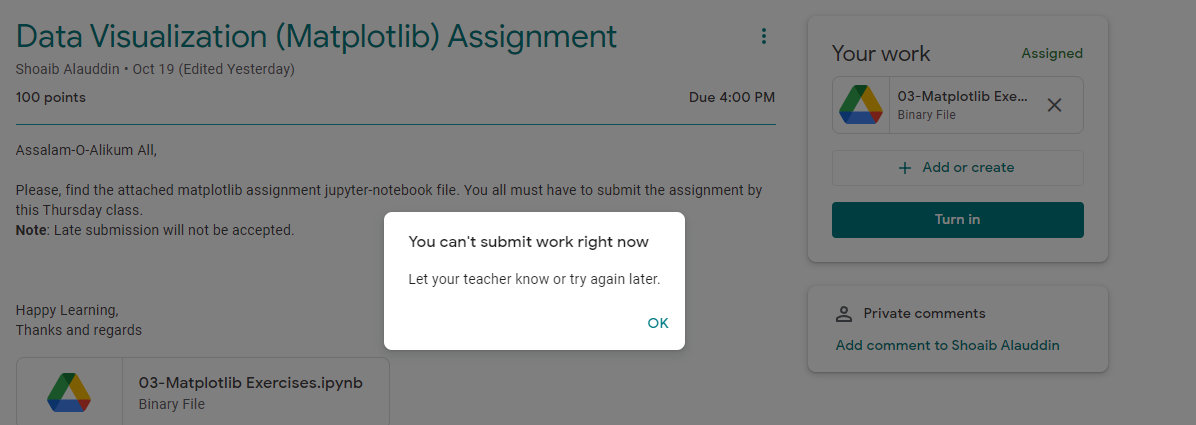 Data Visualization (Matplotlib) Assignment
Shoaib Alauddin • Oct 19 (Edited Yesterday)
100 points
Due 4:00 PM
Assalam-O-Alikum All,
Please, find the attached matplotlib assignment jupyter-notebook file. You all must have to submit the assignment by
this Thursday class.
Note: Late submission will not be accepted.
Happy Learning,
Thanks and regards
03-Matplotlib Exercises.ipynb
Binary File
You can't submit work right now
Let your teacher know or try again later.
OK
Your work
Assigned
03-Matplotlib Exe...
Binary File
Add or create
Turn in
Private comments
Add comment to Shoaib Alauddin